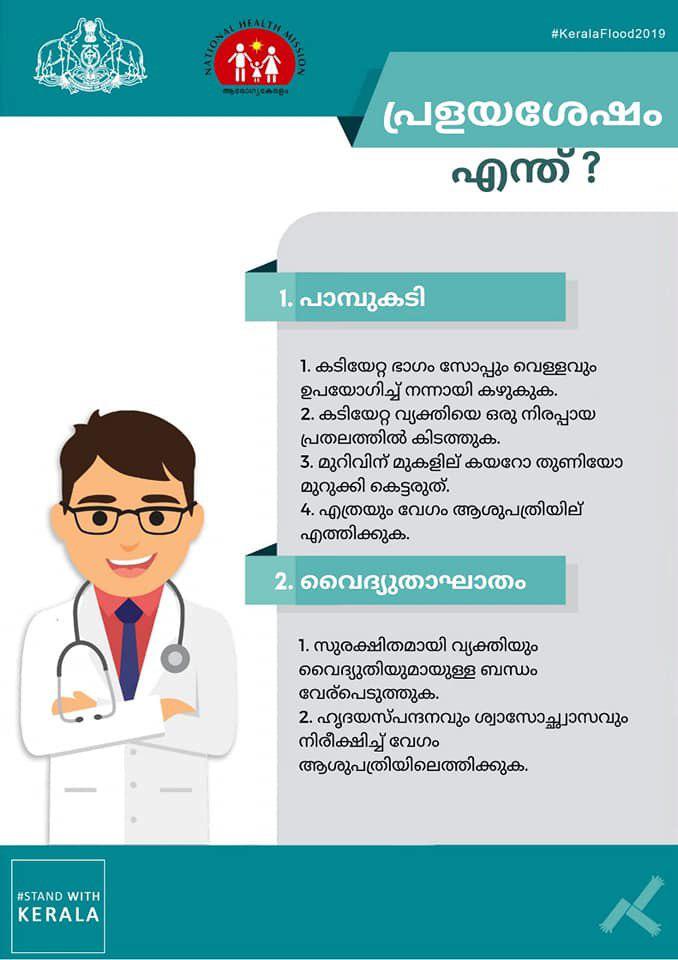 #KeralaFlood2019
NATIONAL HEALTH MISSION
ആരോഗ്യകേരളം
പ്രളയശേഷം
എന്ത് ?
1. പാമ്പുകടി
1. കടിയേറ്റ ഭാഗം സോപ്പും വെള്ളവും
ഉപയോഗിച്ച് നന്നായി കഴുകുക.
2. കടിയേറ്റ വ്യക്തിയെ ഒരു നിരപ്പായ
പ്രതലത്തിൽ കിടത്തുക.
3. മുറിവിന് മുകളില് കയറോ തുണിയോ
മുറുക്കി കെട്ടരുത്.
4. എത്രയും വേഗം ആശുപത്രിയില്
എത്തിക്കുക.
2. വൈദ്യുതാഘാതം
1. സുരക്ഷിതമായി വ്യക്തിയും
വൈദ്യുതിയുമായുള്ള ബന്ധം
വേര്പെടുത്തുക.
2. ഹൃദയസ്പന്ദനവും ശ്വാസോച്ഛ്വാസവും
നിരീക്ഷിച്ച് വേഗം
ആശുപത്രിയിലെത്തിക്കുക.
#STAND WITH
KERALA